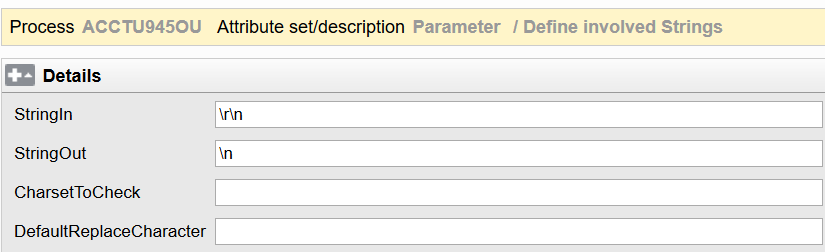 Process ACCTU945OU Attribute set/description Parameter / Define involved Strings
Details
StringIn \r\n
StringOut \n
CharsetToCheck
DefaultReplaceCharacter